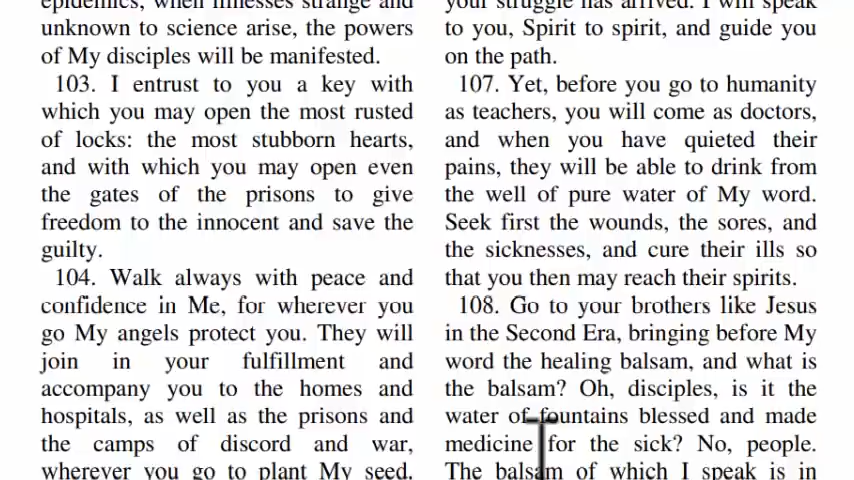 epidemics, when illnesses strange and
unknown to science arise, the powers
of My disciples will be manifested.
103. I entrust to you a key with
which you may open the most rusted
of locks: the most stubborn hearts,
and with which you may open even
the gates of the prisons to give
freedom to the innocent and save the
guilty.
104. Walk always with peace and
confidence in Me, for wherever you
go My angels protect you. They will
join in your fulfillment and
accompany you to the homes and
hospitals, as well as the prisons and
the camps of discord and war,
wherever you go to plant My seed.
your struggle has arrived. I will speak
to you, Spirit to spirit, and guide you
on the path.
107. Yet, before you go to humanity
as teachers, you will come as doctors,
and when you have quieted their
pains, they will be able to drink from
the well of pure water of My word.
Seek first the wounds, the sores, and
the sicknesses, and cure their ills so
that you then may reach their spirits.
108. Go to your brothers like Jesus
in the Second Era, bringing before My
word the healing balsam, and what is
the balsam? Oh, disciples, is it the
water of fountains blessed and made
medicine for the sick? No, people.
The balsam of which I speak is in